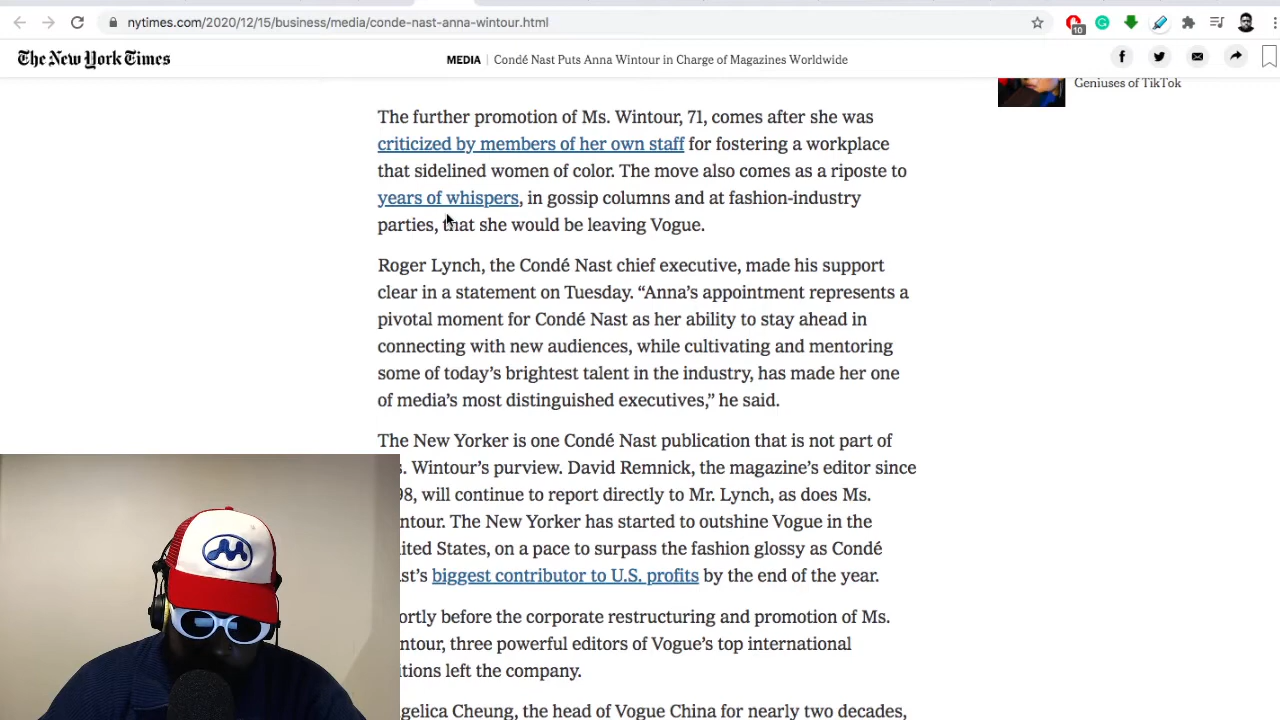 nytimes.com/2020/12/15/business/media/conde-nast-anna-wintour.html
10
The New York Times
MEDIA | Condé Nast Puts Anna Wintour in Charge of Magazines Worldwide
Geniuses of TikTok
The further promotion of Ms. Wintour, 71, comes after she was
criticized by members of her own staff for fostering a workplace
that sidelined women of color. The move also comes as a riposte to
years of whispers, in gossip columns and at fashion-industry
parties, that she would be leaving Vogue.
Roger Lynch, the Condé Nast chief executive, made his support
clear in a statement on Tuesday. “Anna’s appointment represents a
pivotal moment for Condé Nast as her ability to stay ahead in
connecting with new audiences, while cultivating and mentoring
some of today’s brightest talent in the industry, has made her one
of media’s most distinguished executives,” he said.
The New Yorker is one Condé Nast publication that is not part of
s. Wintour’s purview. David Remnick, the magazine’s editor since
98, will continue to report directly to Mr. Lynch, as does Ms.
ntour. The New Yorker has started to outshine Vogue in the
ited States, on a pace to surpass the fashion glossy as Condé
st’s biggest contributor to U.S. profits by the end of the year.
ortly before the corporate restructuring and promotion of Ms.
ntour, three powerful editors of Vogue’s top international
itions left the company.
gelica Cheung, the head of Vogue China for nearly two decades,
M